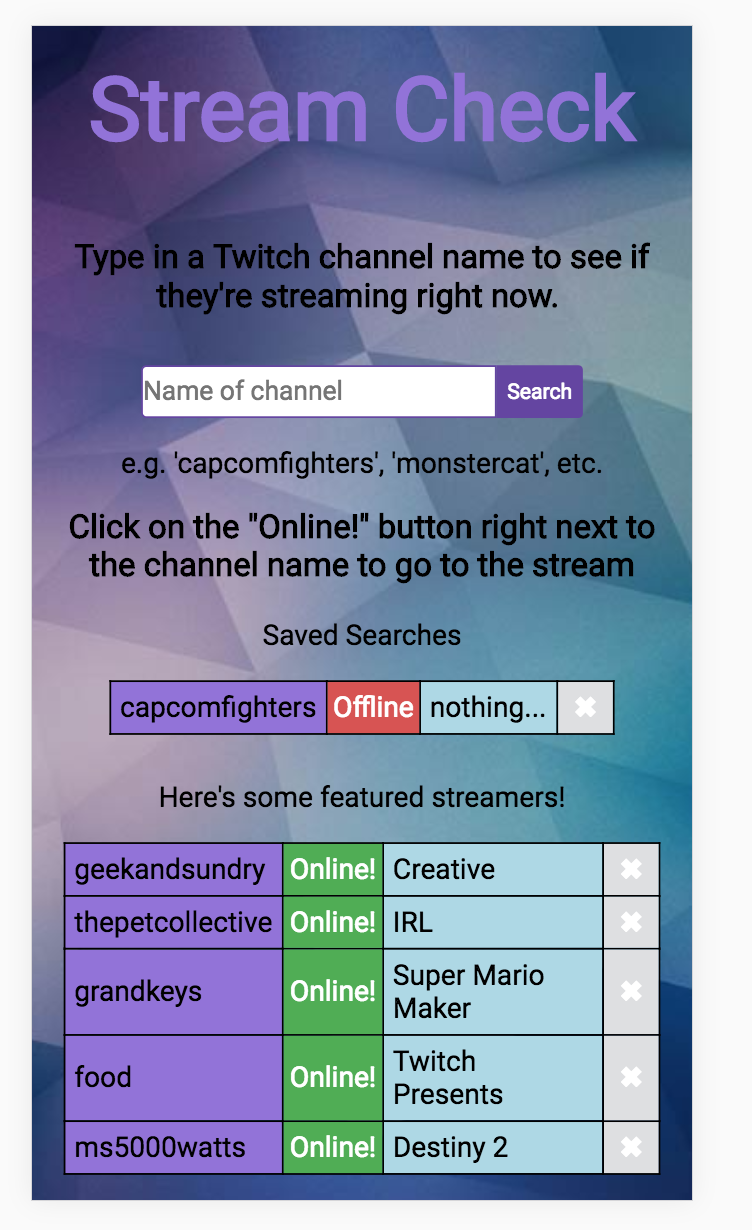 Stream Check
Type in a Twitch channel name to see if
they're streaming right now.
Name of channel Search
e.g. 'capcomfighters', 'monstercat', etc.
Click on the "Online!" button right next to
the channel name to go to the stream
Saved Searches
capcomfighters Offline nothing... ✖
Here's some featured streamers!
geekandsundry Online! Creative ✖
thepetcollective Online! IRL ✖
grandkeys Online! Super Mario
Maker ✖
food Online! Twitch
Presents ✖
ms5000watts Online! Destiny 2 ✖